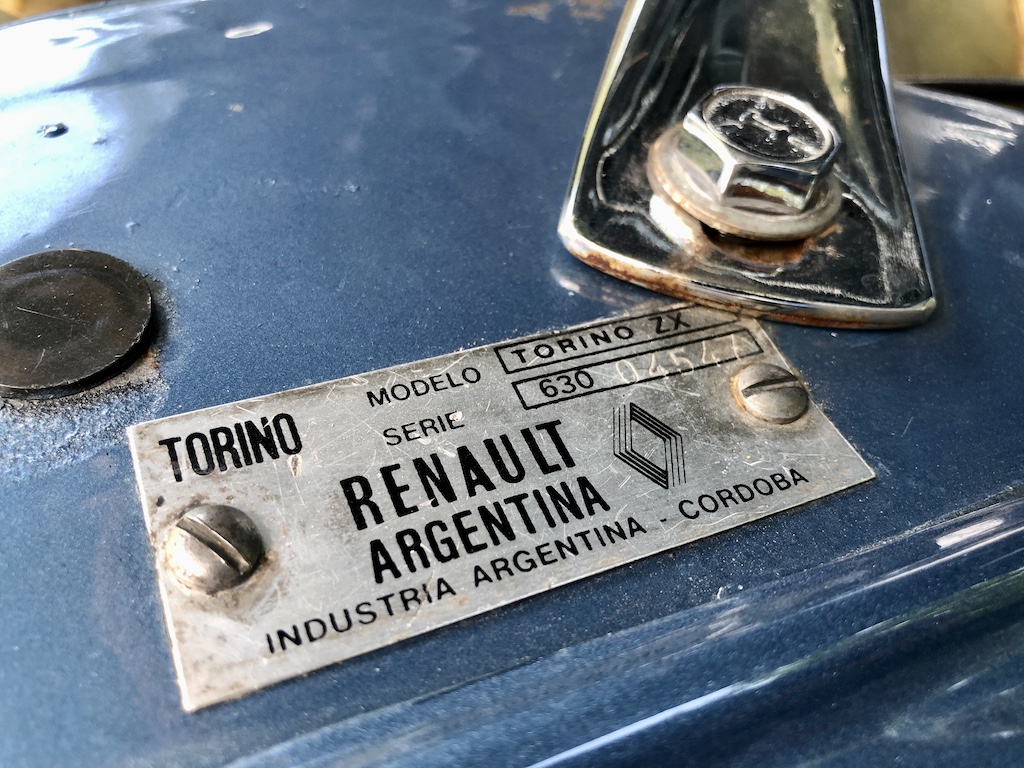 TORINO
MODELO TORINO ZX
SERIE 630
RENAULT
ARGENTINA
INDUSTRIA ARGENTINA - CORDOBA